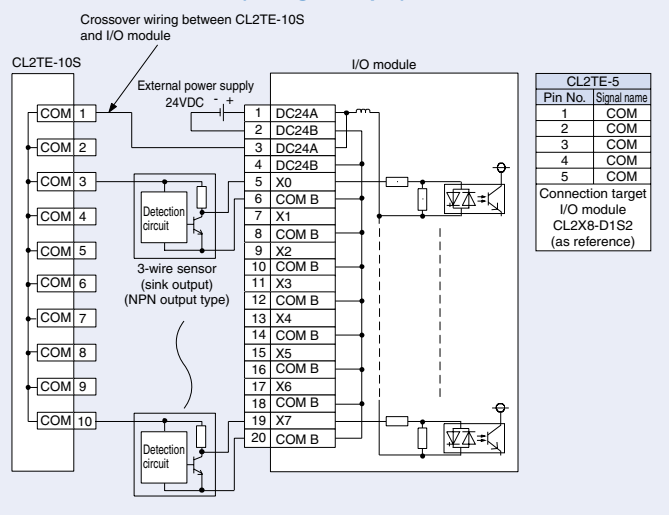 Crossover wiring between CL2TE-10S
and I/O module
CL2TE-10S
External power supply
24VDC - +
I/O module
COM 1
COM 2
COM 3
COM 4
COM 5
COM 6
COM 7
COM 8
COM 9
COM 10
Detection
circuit
3-wire sensor
(sink output)
(NPN output type)
Detection
circuit
1 DC24A
2 DC24B
3 DC24A
4 DC24B
5 X0
6 COM B
7 X1
8 COM B
9 X2
10 COM B
11 X3
12 COM B
13 X4
14 COM B
15 X5
16 COM B
17 X6
18 COM B
19 X7
20 COM B
CL2TE-5
Pin No. Signal name
1 COM
2 COM
3 COM
4 COM
5 COM
Connection target
I/O module
CL2X8-D1S2
(as reference)